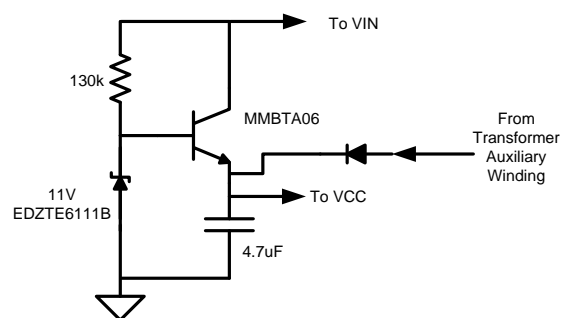 To VIN
130k
MMBTA06
From
Transformer
Auxiliary
Winding
11V
EDZTE6111B
To VCC
4.7uF